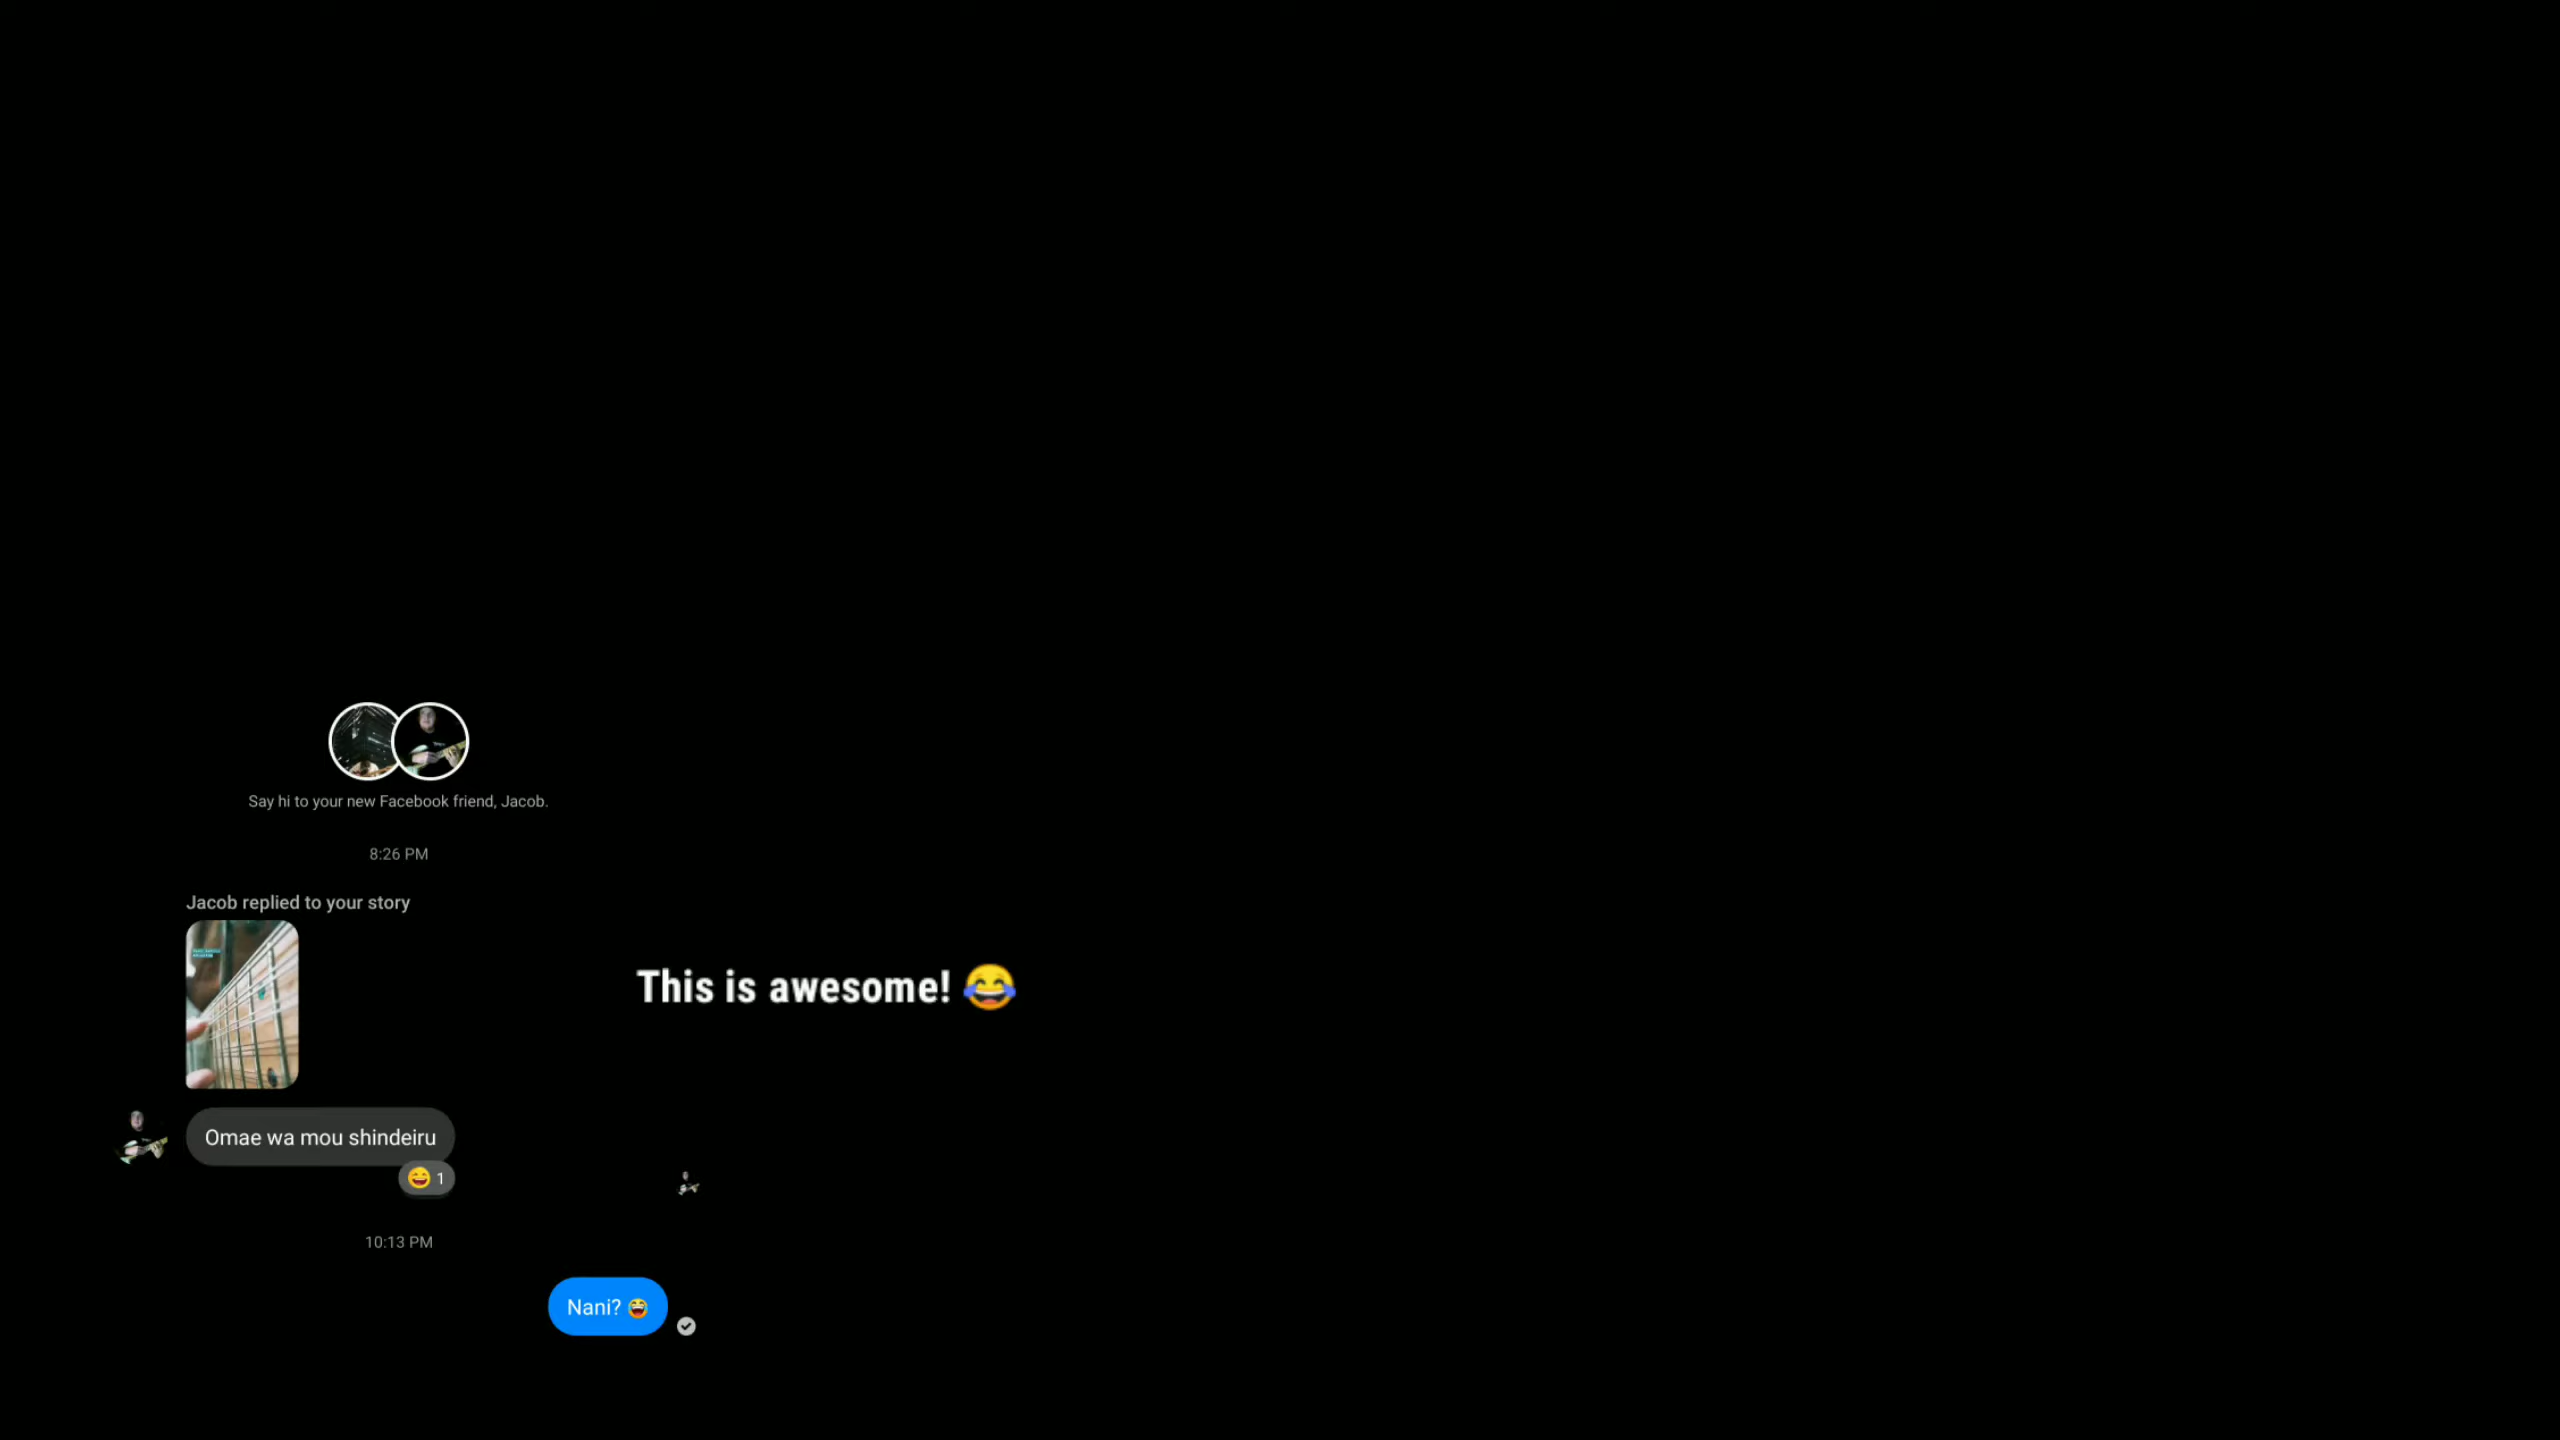 Say hi to your new Facebook friend, Jacob.
8:26 PM
Jacob replied to your story
This is awesome! 😂
Omae wa mou shindeiru
😆 1
10:13 PM
Nani? 😂